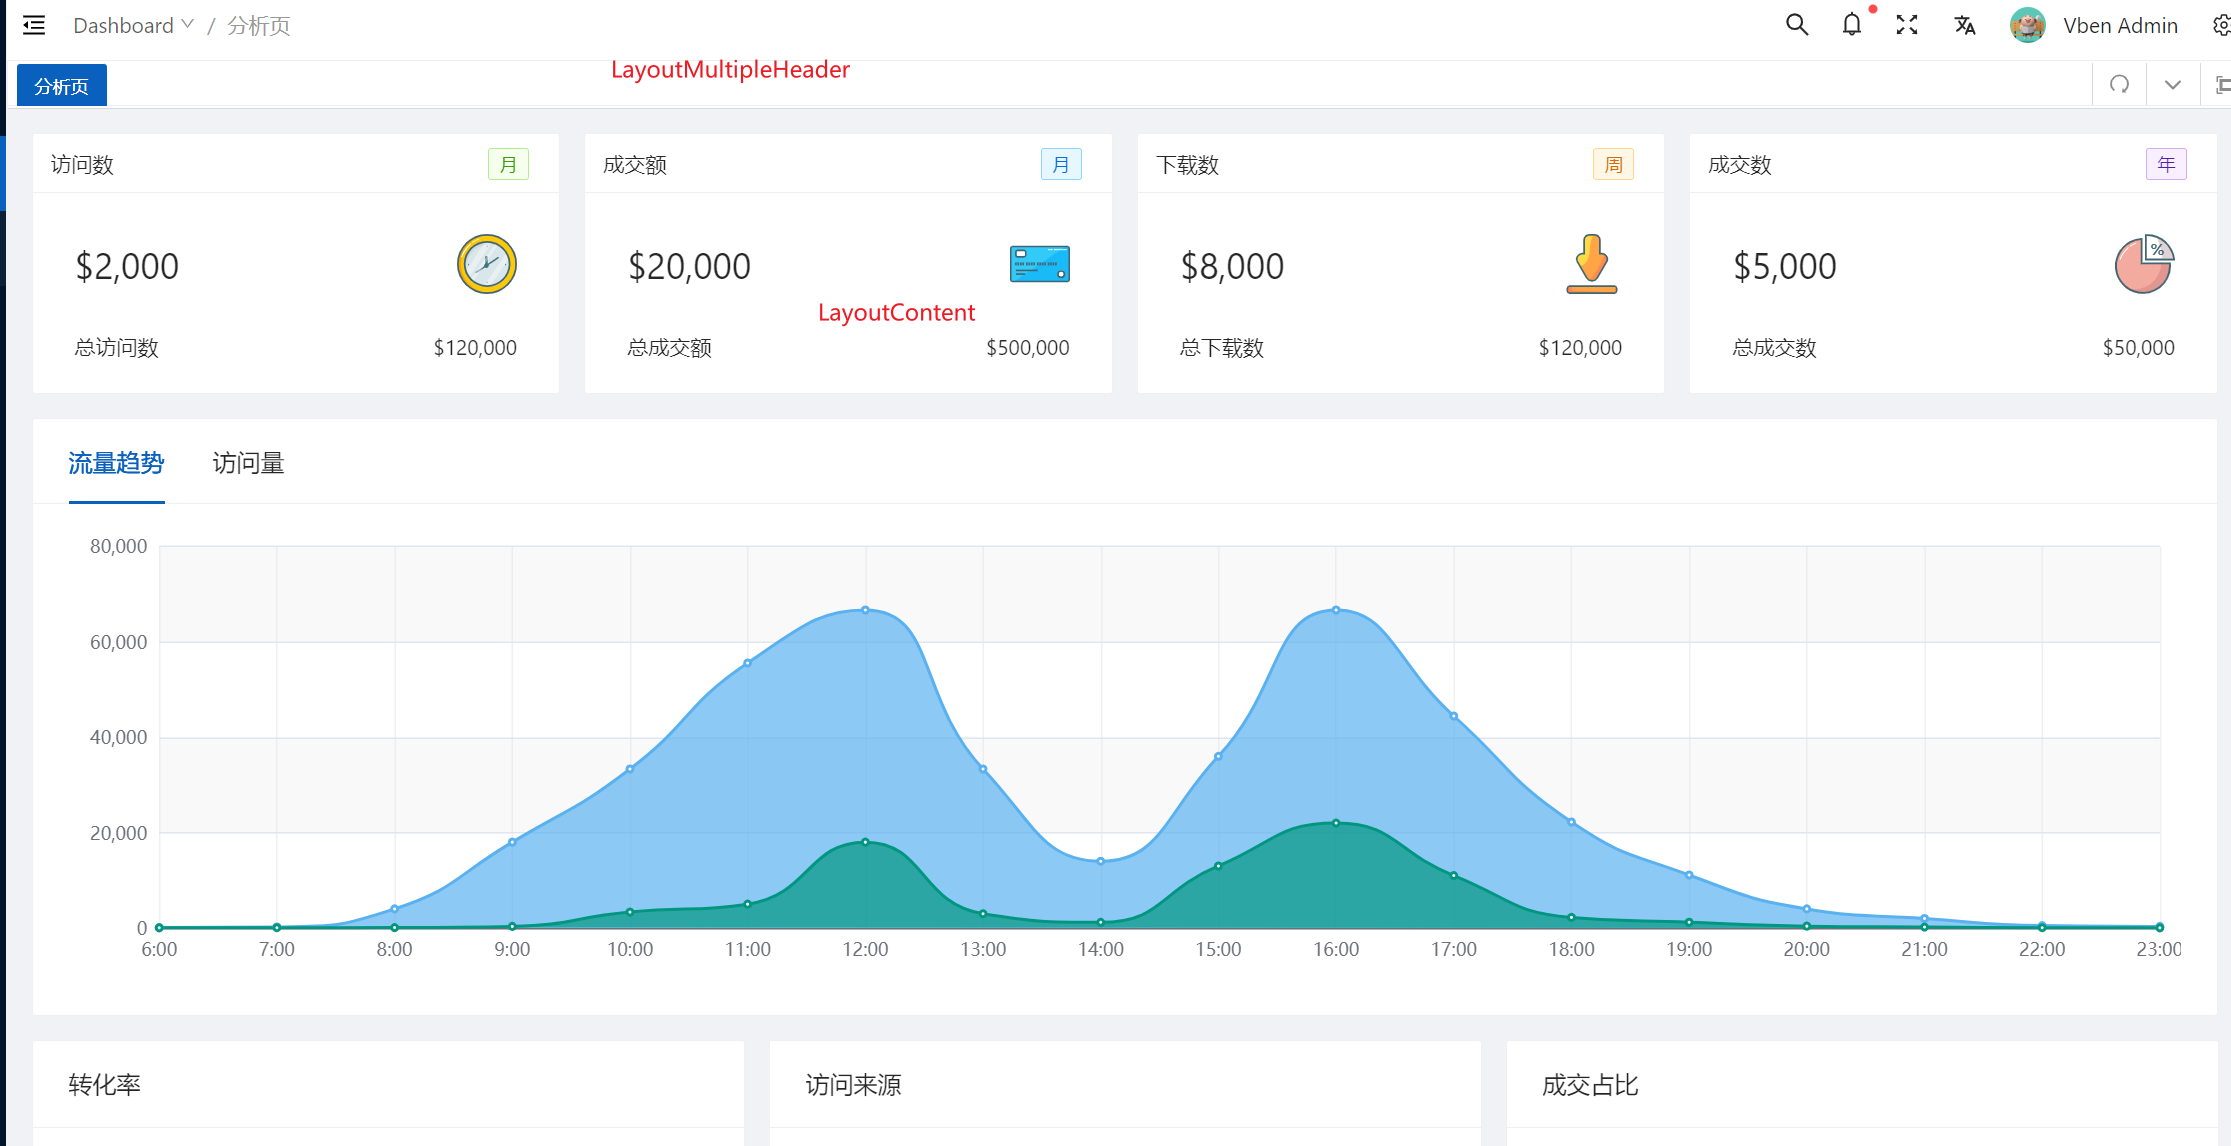 Dashboard / 分析页
Vben Admin
LayoutMultipleHeader
分析页
访问数 月
成交额 月
下载数 周
成交数 年
$2,000
$20,000
$8,000
$5,000
%
LayoutContent
总访问数 $120,000
总成交额 $500,000
总下载数 $120,000
总成交数 $50,000
流量趋势 访问量
80,000
60,000
40,000
20,000
0
6:00 7:00 8:00 9:00 10:00 11:00 12:00 13:00 14:00 15:00 16:00 17:00 18:00 19:00 20:00 21:00 22:00 23:00
转化率
访问来源
成交占比